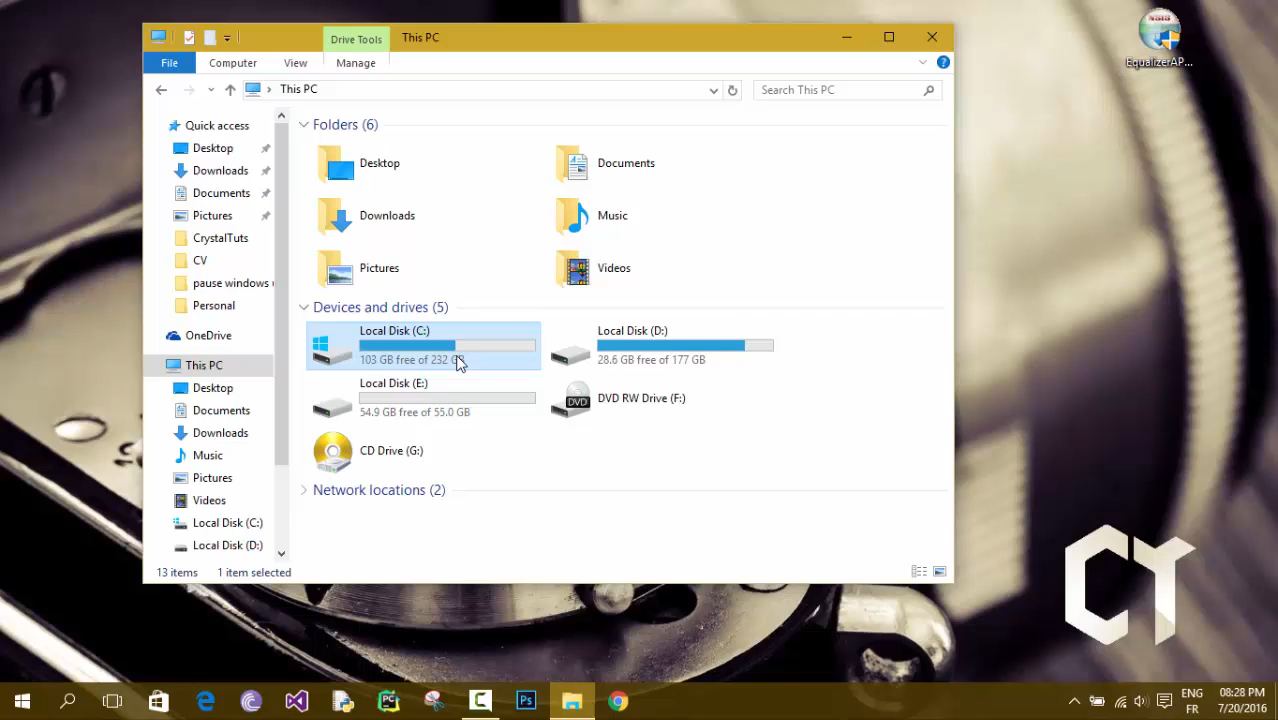 Drive Tools
This PC
File
Computer
View
Manage
This PC
Search This PC
Quick access
Desktop
Downloads
Documents
Pictures
CrystalTuts
CV
pause windows u
Personal
OneDrive
This PC
Desktop
Documents
Downloads
Music
Pictures
Videos
Local Disk (C:)
Local Disk (D:)
Folders (6)
Desktop
Documents
Downloads
Music
Pictures
Videos
Devices and drives (5)
Local Disk (C:)
103 GB free of 232 GB
Local Disk (D:)
28.6 GB free of 177 GB
Local Disk (E:)
54.9 GB free of 55.0 GB
DVD
DVD RW Drive (F:)
CD Drive (G:)
Network locations (2)
13 items
1 item selected
EqualizerAP...
CY
PC
Ps
ENG
FR
08:28 PM
7/20/2016